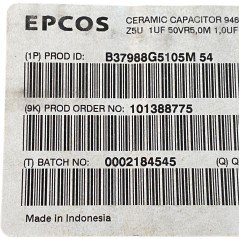 EPCOS
CERAMIC CAPACITOR 946
Z5U 1UF 50VR5,0M 1,0UF
(1P) PROD ID: B37988G5105M 54
(9K) PROD ORDER NO: 101388775
(T) BATCH NO: 0002184545 (Q) Q
Made in Indonesia